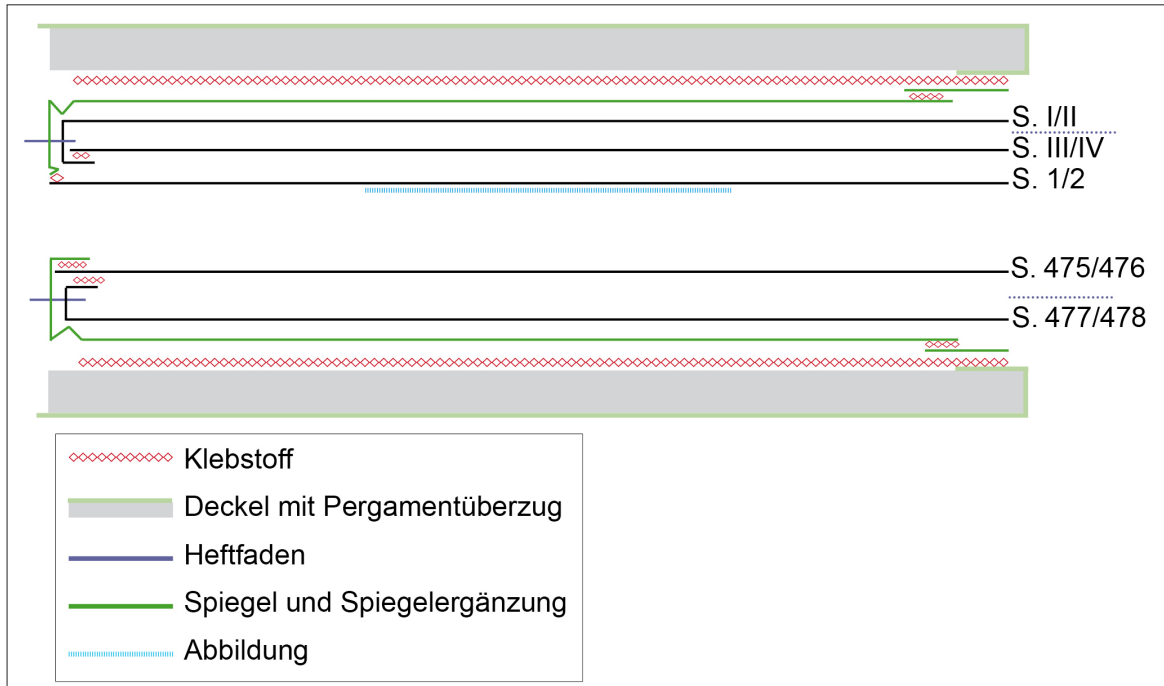 S. I/II
S. III/IV
S. 1/2
S. 475/476
S. 477/478
Klebstoff
Deckel mit Pergamentüberzug
Heftfaden
Spiegel und Spiegelergänzung
Abbildung